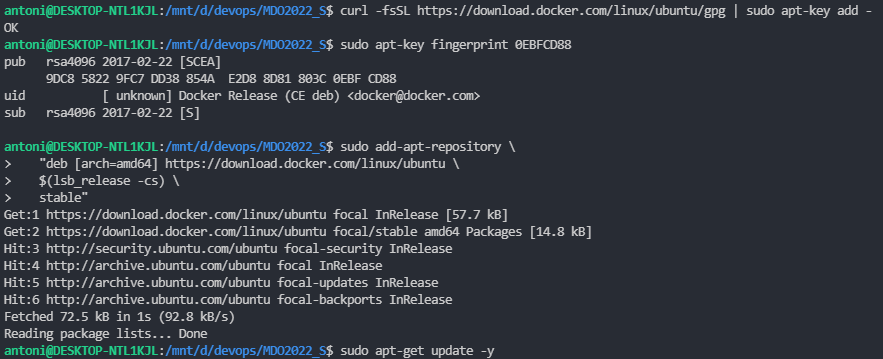 antoni@DESKTOP-NTL1KJL:/mnt/d/devops/MDO2022_S$ curl -fsSL https://download.docker.com/linux/ubuntu/gpg | sudo apt-key add -
OK
antoni@DESKTOP-NTL1KJL:/mnt/d/devops/MDO2022_S$ sudo apt-key fingerprint 0EBFCD88
pub   rsa4096 2017-02-22 [SCEA]
      9DC8 5822 9FC7 DD38 854A  E2D8 8D81 803C 0EBF CD88
uid           [ unknown] Docker Release (CE deb) <docker@docker.com>
sub   rsa4096 2017-02-22 [S]

antoni@DESKTOP-NTL1KJL:/mnt/d/devops/MDO2022_S$ sudo add-apt-repository \
>    "deb [arch=amd64] https://download.docker.com/linux/ubuntu \
>    $(lsb_release -cs) \
>    stable"
Get:1 https://download.docker.com/linux/ubuntu focal InRelease [57.7 kB]
Get:2 https://download.docker.com/linux/ubuntu focal/stable amd64 Packages [14.8 kB]
Hit:3 http://security.ubuntu.com/ubuntu focal-security InRelease
Hit:4 http://archive.ubuntu.com/ubuntu focal InRelease
Hit:5 http://archive.ubuntu.com/ubuntu focal-updates InRelease
Hit:6 http://archive.ubuntu.com/ubuntu focal-backports InRelease
Fetched 72.5 kB in 1s (92.8 kB/s)
Reading package lists... Done
antoni@DESKTOP-NTL1KJL:/mnt/d/devops/MDO2022_S$ sudo apt-get update -y